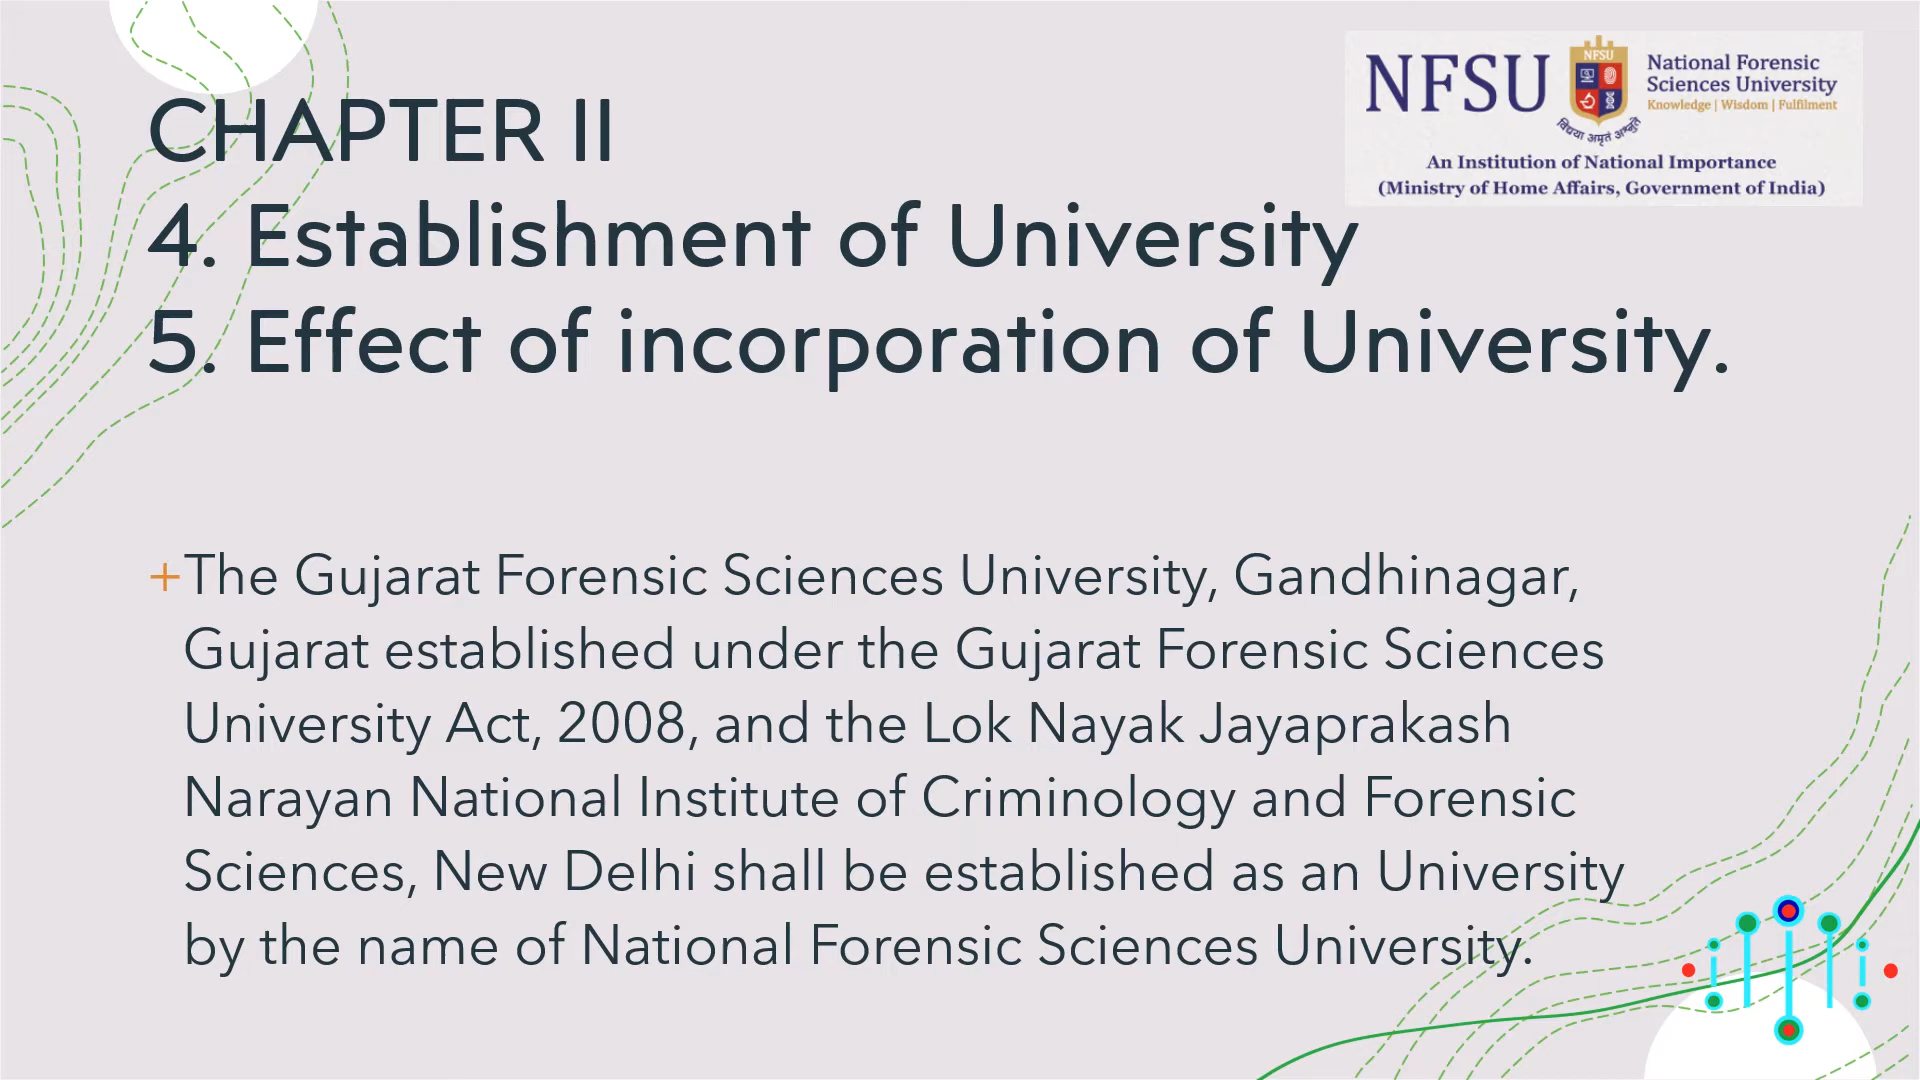 CHAPTER II
4. Establishment of University
5. Effect of incorporation of University.
NFSU
NFSU
National Forensic
Sciences University
Knowledge | Wisdom | Fulfilment
विद्यया अमृतं अश्नुते
An Institution of National Importance
(Ministry of Home Affairs, Government of India)
+The Gujarat Forensic Sciences University, Gandhinagar,
Gujarat established under the Gujarat Forensic Sciences
University Act, 2008, and the Lok Nayak Jayaprakash
Narayan National Institute of Criminology and Forensic
Sciences, New Delhi shall be established as an University
by the name of National Forensic Sciences University.